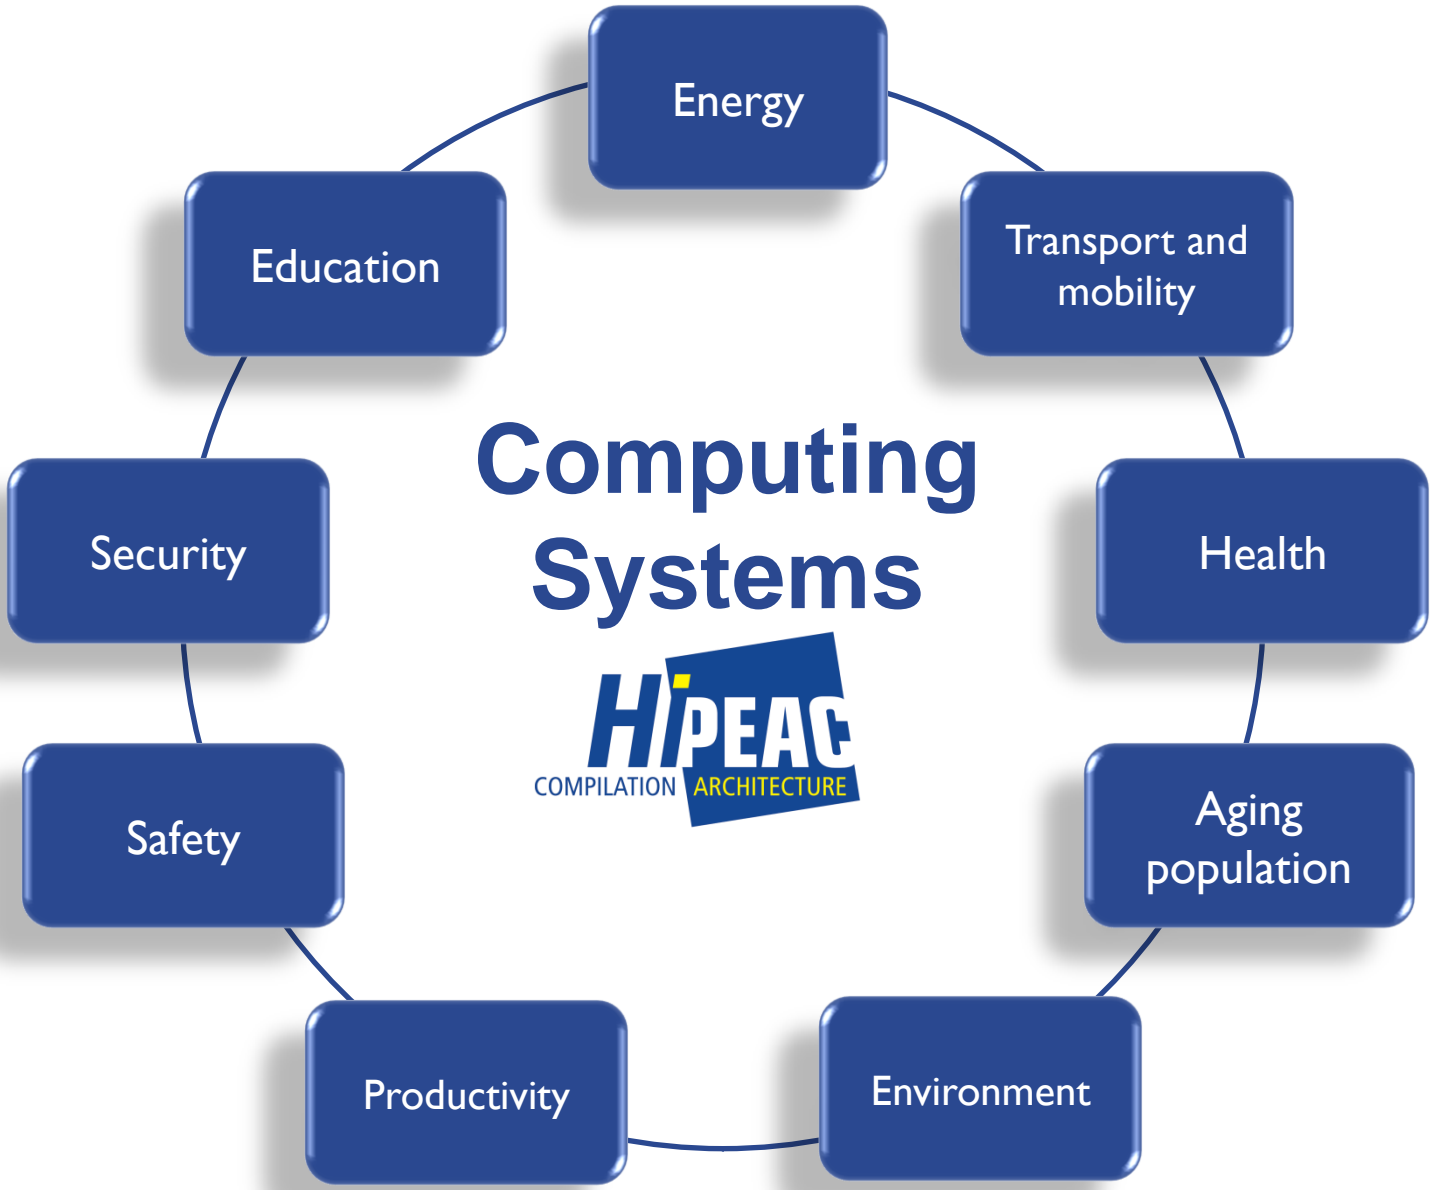 Energy
Transport and
mobility
Education
Computing
Systems
Security
Health
HiPEAC
COMPILATION ARCHITECTURE
Safety
Aging
population
Productivity
Environment